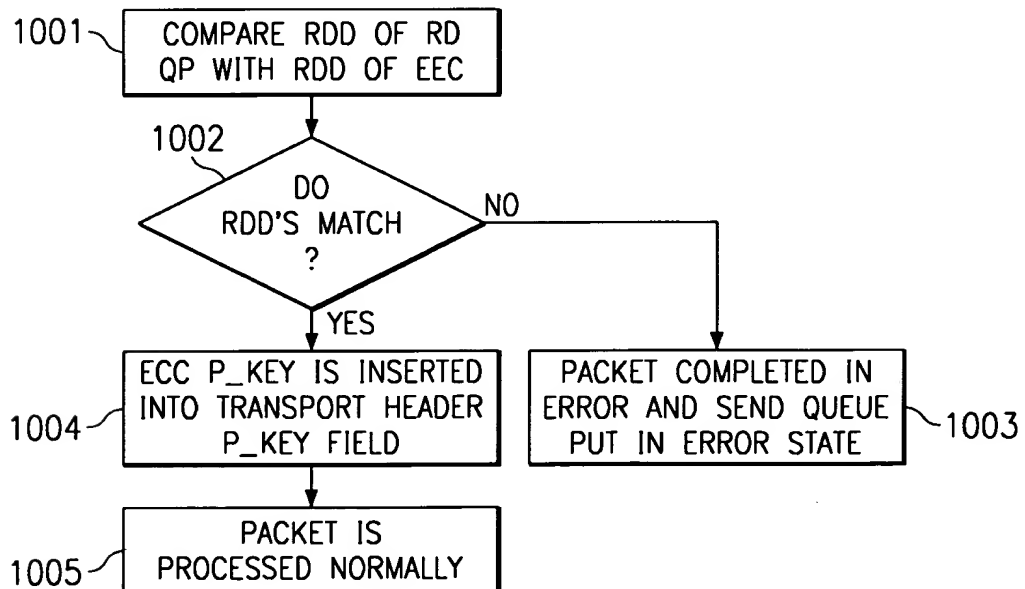 1001
COMPARE RDD OF RD
QP WITH RDD OF EEC
1002
DO
RDD'S MATCH
?
NO
YES
1004
ECC P_KEY IS INSERTED
INTO TRANSPORT HEADER
P_KEY FIELD
PACKET COMPLETED IN
ERROR AND SEND QUEUE
PUT IN ERROR STATE
1003
1005
PACKET IS
PROCESSED NORMALLY